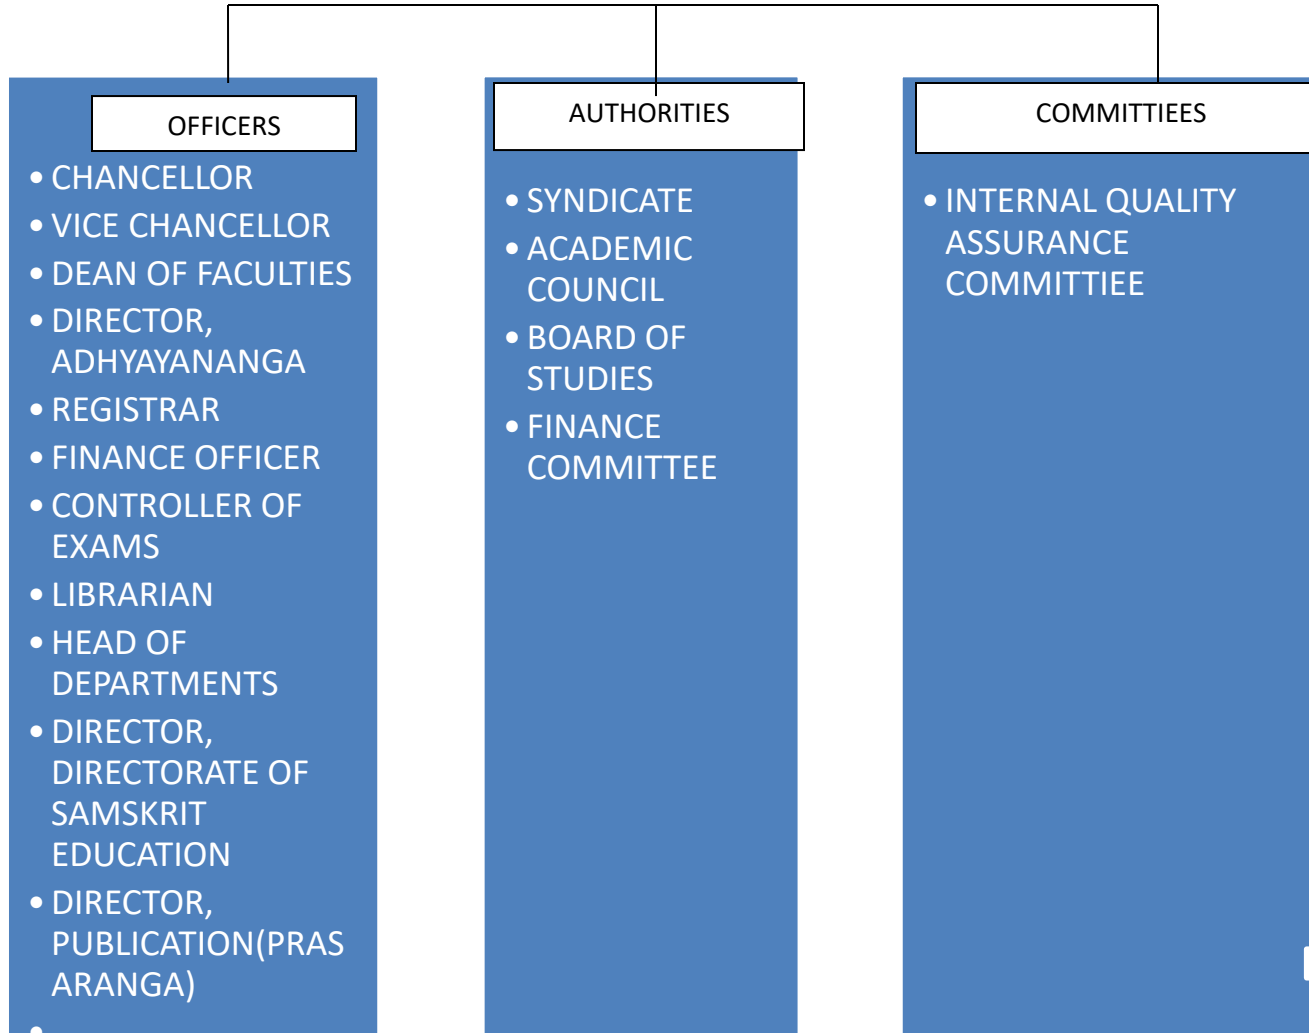 OFFICERS
• CHANCELLOR
• VICE CHANCELLOR
• DEAN OF FACULTIES
• DIRECTOR,
ADHYAYANANGA
• REGISTRAR
• FINANCE OFFICER
• CONTROLLER OF
EXAMS
• LIBRARIAN
• HEAD OF
DEPARTMENTS
• DIRECTOR,
DIRECTORATE OF
SAMSKRIT
EDUCATION
• DIRECTOR,
PUBLICATION(PRAS
ARANGA)
•
AUTHORITIES
• SYNDICATE
• ACADEMIC
COUNCIL
• BOARD OF
STUDIES
• FINANCE
COMMITTEE
COMMITTIEES
• INTERNAL QUALITY
ASSURANCE
COMMITTIEE